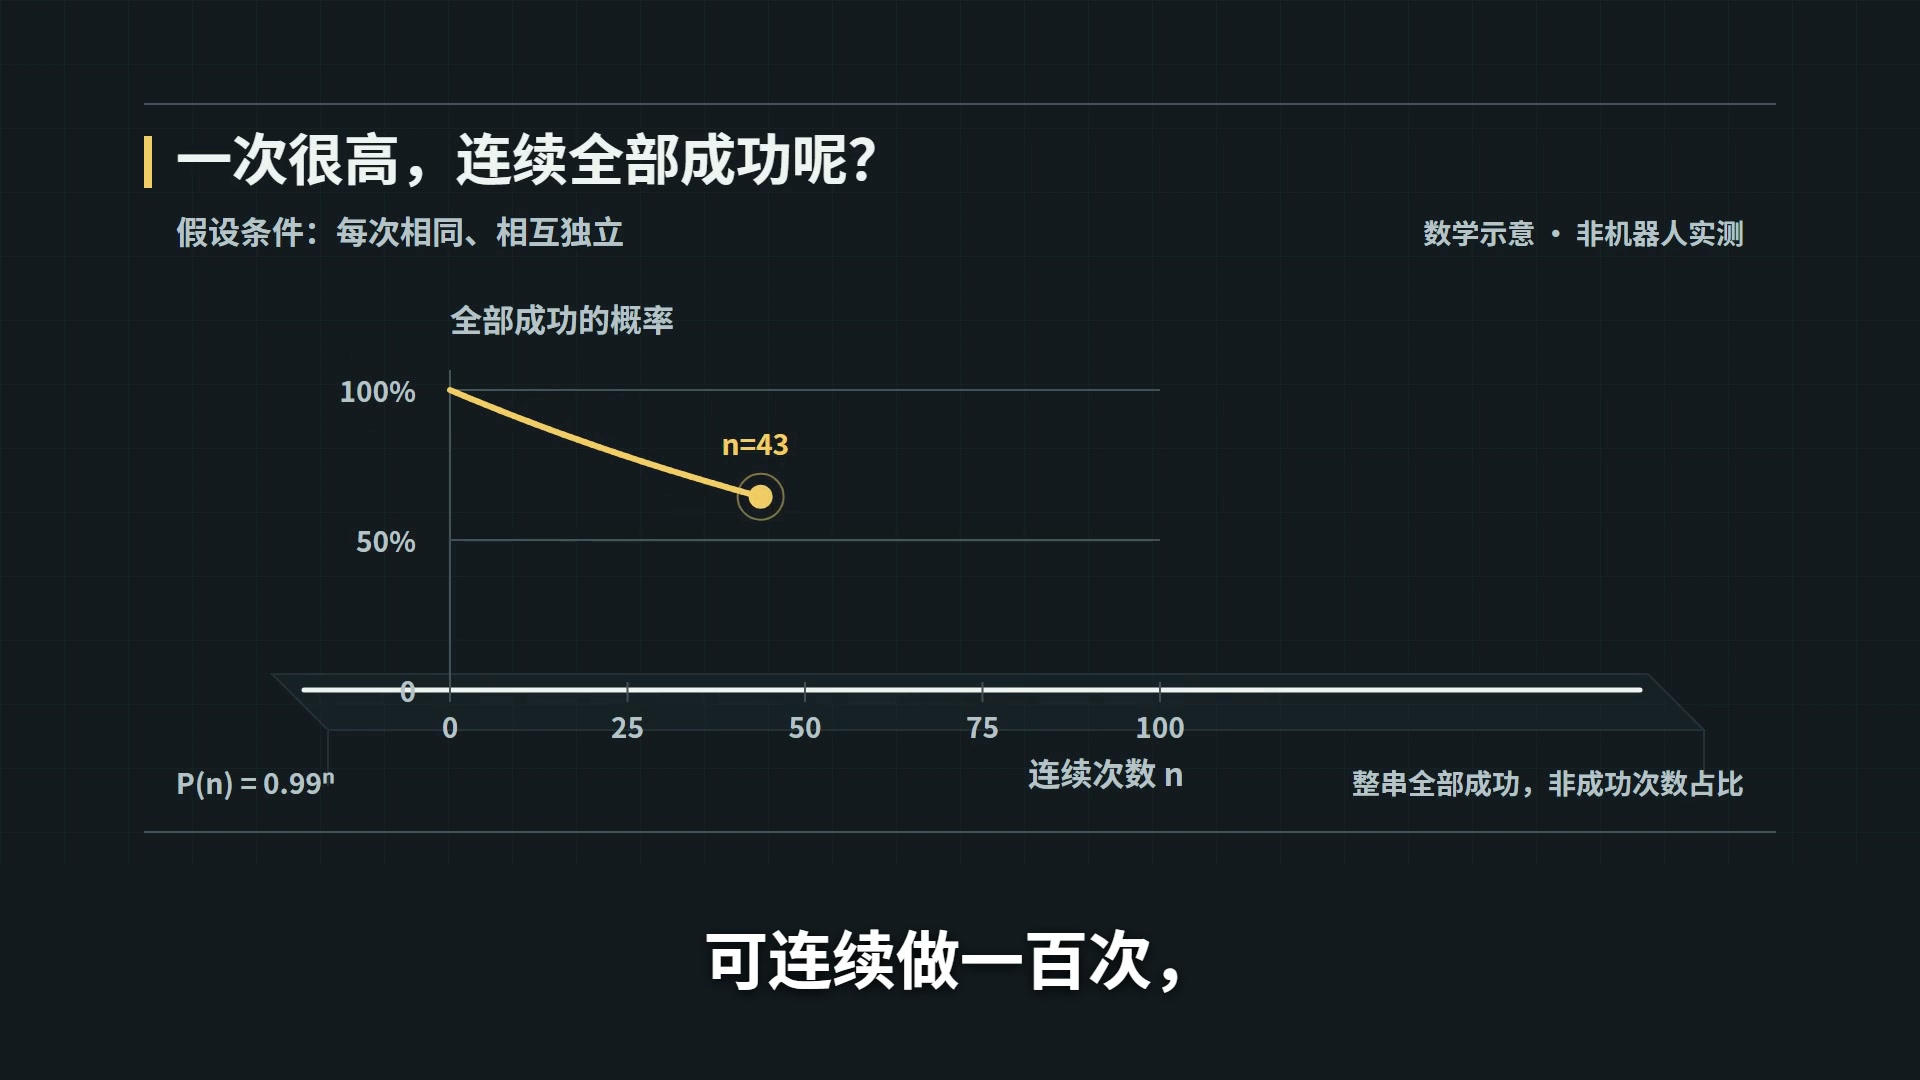 一次很高，连续全部成功呢？
假设条件：每次相同、相互独立
数学示意 · 非机器人实测
全部成功的概率
100%
n=43
50%
0
0 25 50 75 100
连续次数 n
P(n) = 0.99ⁿ
整串全部成功，非成功次数占比
可连续做一百次，